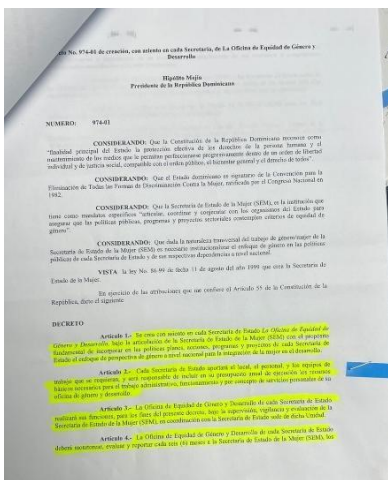 No. 974-01 de creación, con asiento en cada Secretaría, de La Oficina de Equidad de Género y
Desarrollo
Hipólito Mejía
Presidente de la República Dominicana
NUMERO: 974-01
CONSIDERANDO: Que la Constitución de la República Dominicana reconoce como
"finalidad principal del Estado la protección efectiva de los derechos de la persona humana y el
mantenimiento de los medios que le permitan perfeccionarse progresivamente dentro de un orden de libertad
individual y de justicia social, compatible con el orden público, el bienestar general y el derecho de todos".
CONSIDERANDO: Que el Estado dominicano es signatario de la Convención para la
Eliminación de Todas las Formas de Discriminación Contra la Mujer, ratificada por el Congreso Nacional en
1982.
CONSIDERANDO: Que, la Secretaría de Estado de la Mujer (SEM), es la institución que
tiene como mandatos específicos "articular, coordinar y conjugar con los organismos del Estado para
asegurar que las políticas públicas, programas y proyectos sectoriales contemplen criterios de equidad de
género".
CONSIDERANDO: Que dada la naturaleza transversal del trabajo de género/mujer de la
Secretaría de Estado de la Mujer (SEM) es necesario institucionalizar el enfoque de género en las políticas
públicas de cada Secretaría de Estado y de sus respectivas dependencias a nivel nacional.
VISTA la ley No. 86-99 de fecha 11 de agosto del año 1999 que crea la Secretaría de
Estado de la Mujer.
En ejercicio de las atribuciones que me confiere el Artículo 55 de la Constitución de la
República, dicto el siguiente
DECRETO
Artículo 1.- Se crea con asiento en cada Secretaría de Estado La Oficina de Equidad de
Género y Desarrollo, bajo la articulación de la Secretaría de Estado de la Mujer (SEM) con el propósito
fundamental de incorporar en las políticas planes, acciones, programas y proyectos de cada Secretaría de
Estado el enfoque de perspectiva de género a nivel nacional para la integración de la mujer en el desarrollo.
Artículo 2.- Cada Secretaría de Estado aportará el local, el personal, y los equipos de
trabajo que se requieran, y será responsable de incluir en su presupuesto anual de ejecución los recursos
básicos necesarios para el trabajo administrativo, funcionamiento y por concepto de servicios personales de su
oficina de género y desarrollo.
Artículo 3.- La Oficina de Equidad de Género y Desarrollo de cada Secretaría de Estado
realizará sus funciones, para los fines del presente decreto, bajo la supervisión, vigilancia y evaluación de la
Secretaría de Estado de la Mujer (SEM), en coordinación con la Secretaría de Estado sede de dicha Unidad.
Artículo 4.- La Oficina de Equidad de Género y Desarrollo de cada Secretaría de Estado
deberá monitorear, evaluar y reportar cada mes a la Secretaría de Estado de la Mujer (SEM), los